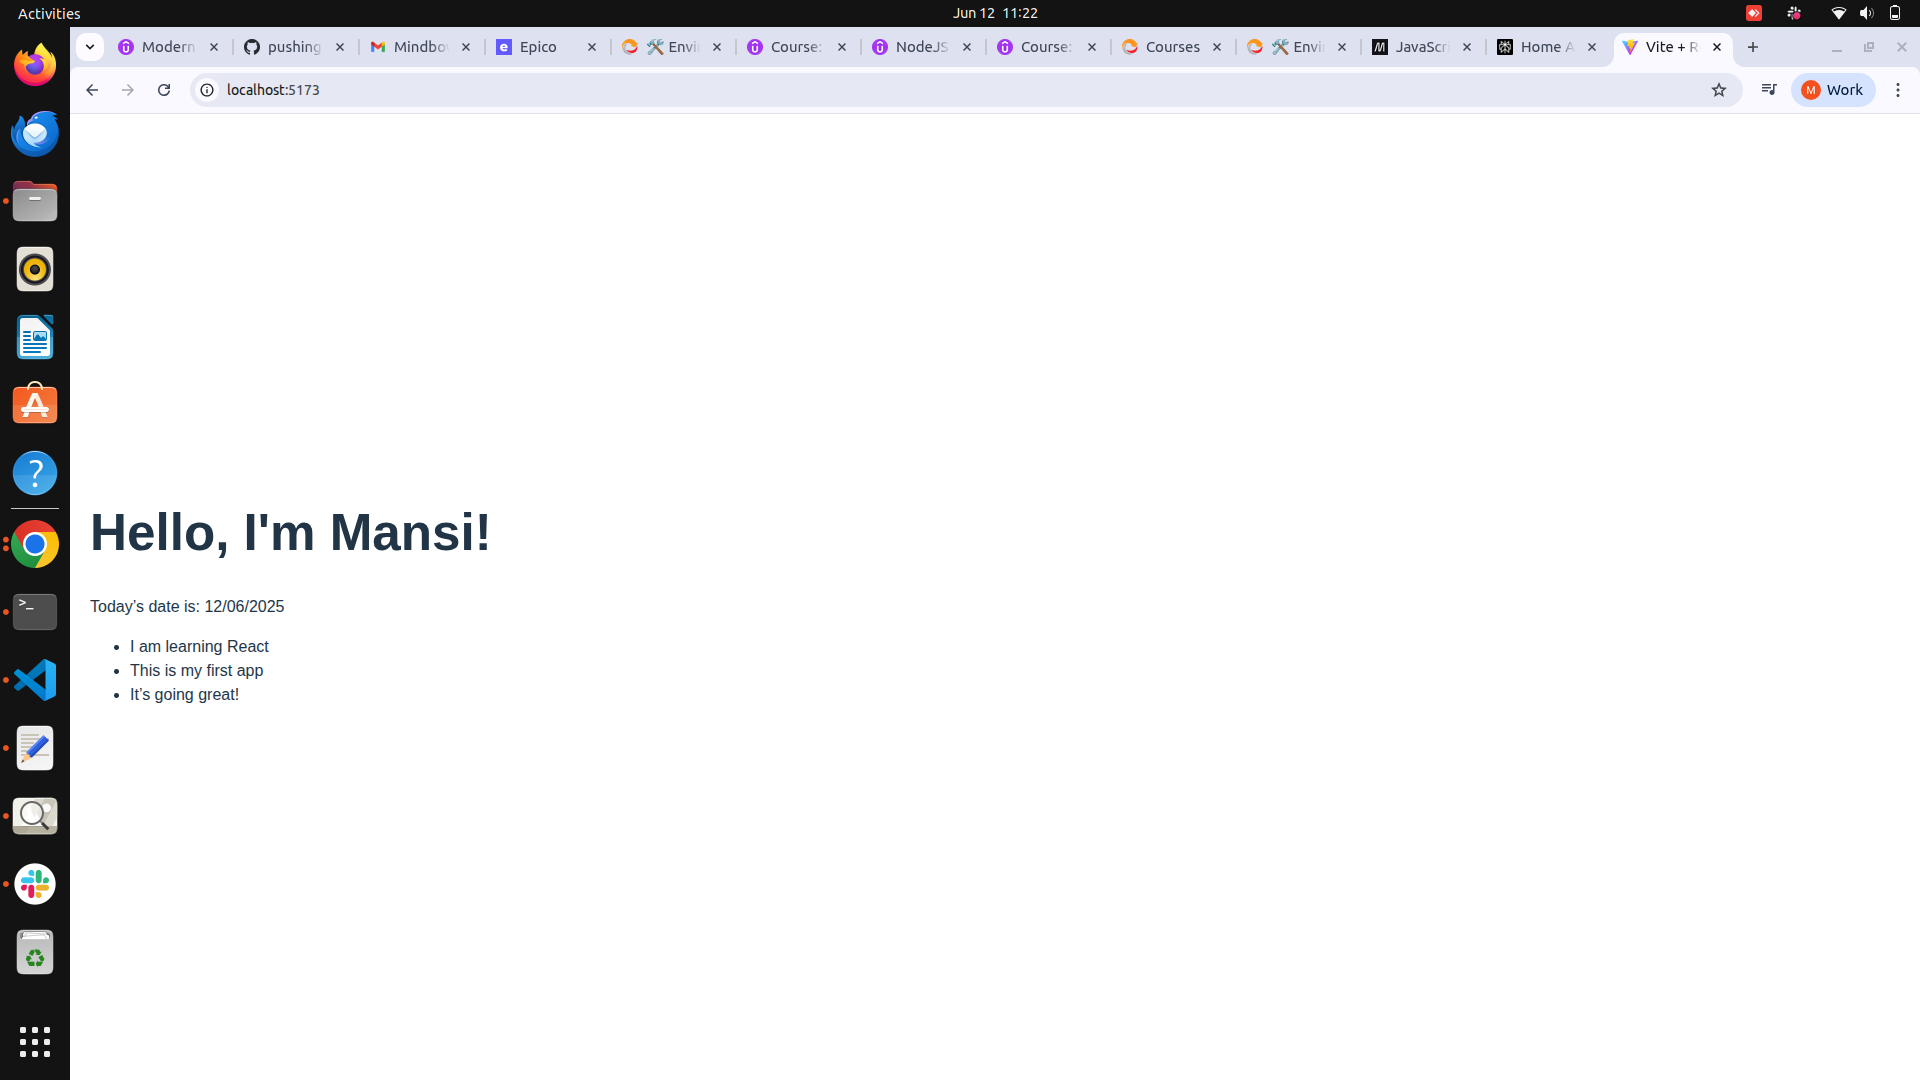 Activities
Jun 12 11:22
Modern
pushing
Mindbo
Epico
Envi
Course:
NodeJS
Course:
Courses
Envi
JavaScri
Home A
Vite + R
localhost:5173
M Work
Hello, I'm Mansi!
Today’s date is: 12/06/2025
• I am learning React
• This is my first app
• It’s going great!